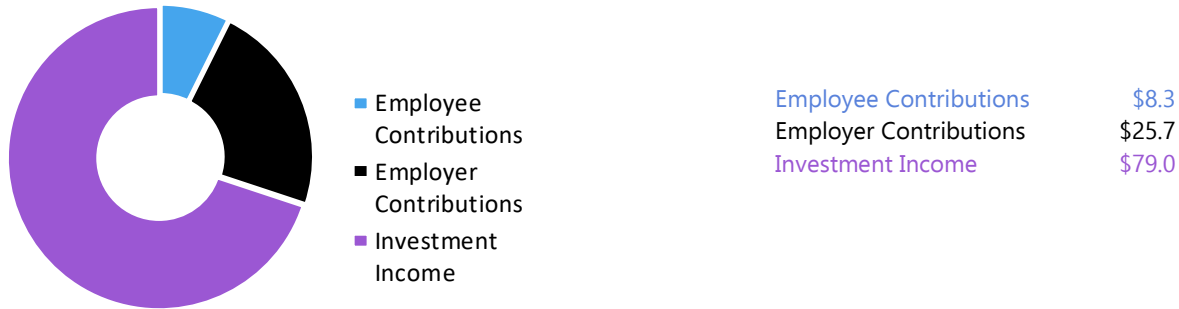 Employee
Contributions
Employer
Contributions
Investment
Income
Employee Contributions $8.3
Employer Contributions $25.7
Investment Income $79.0